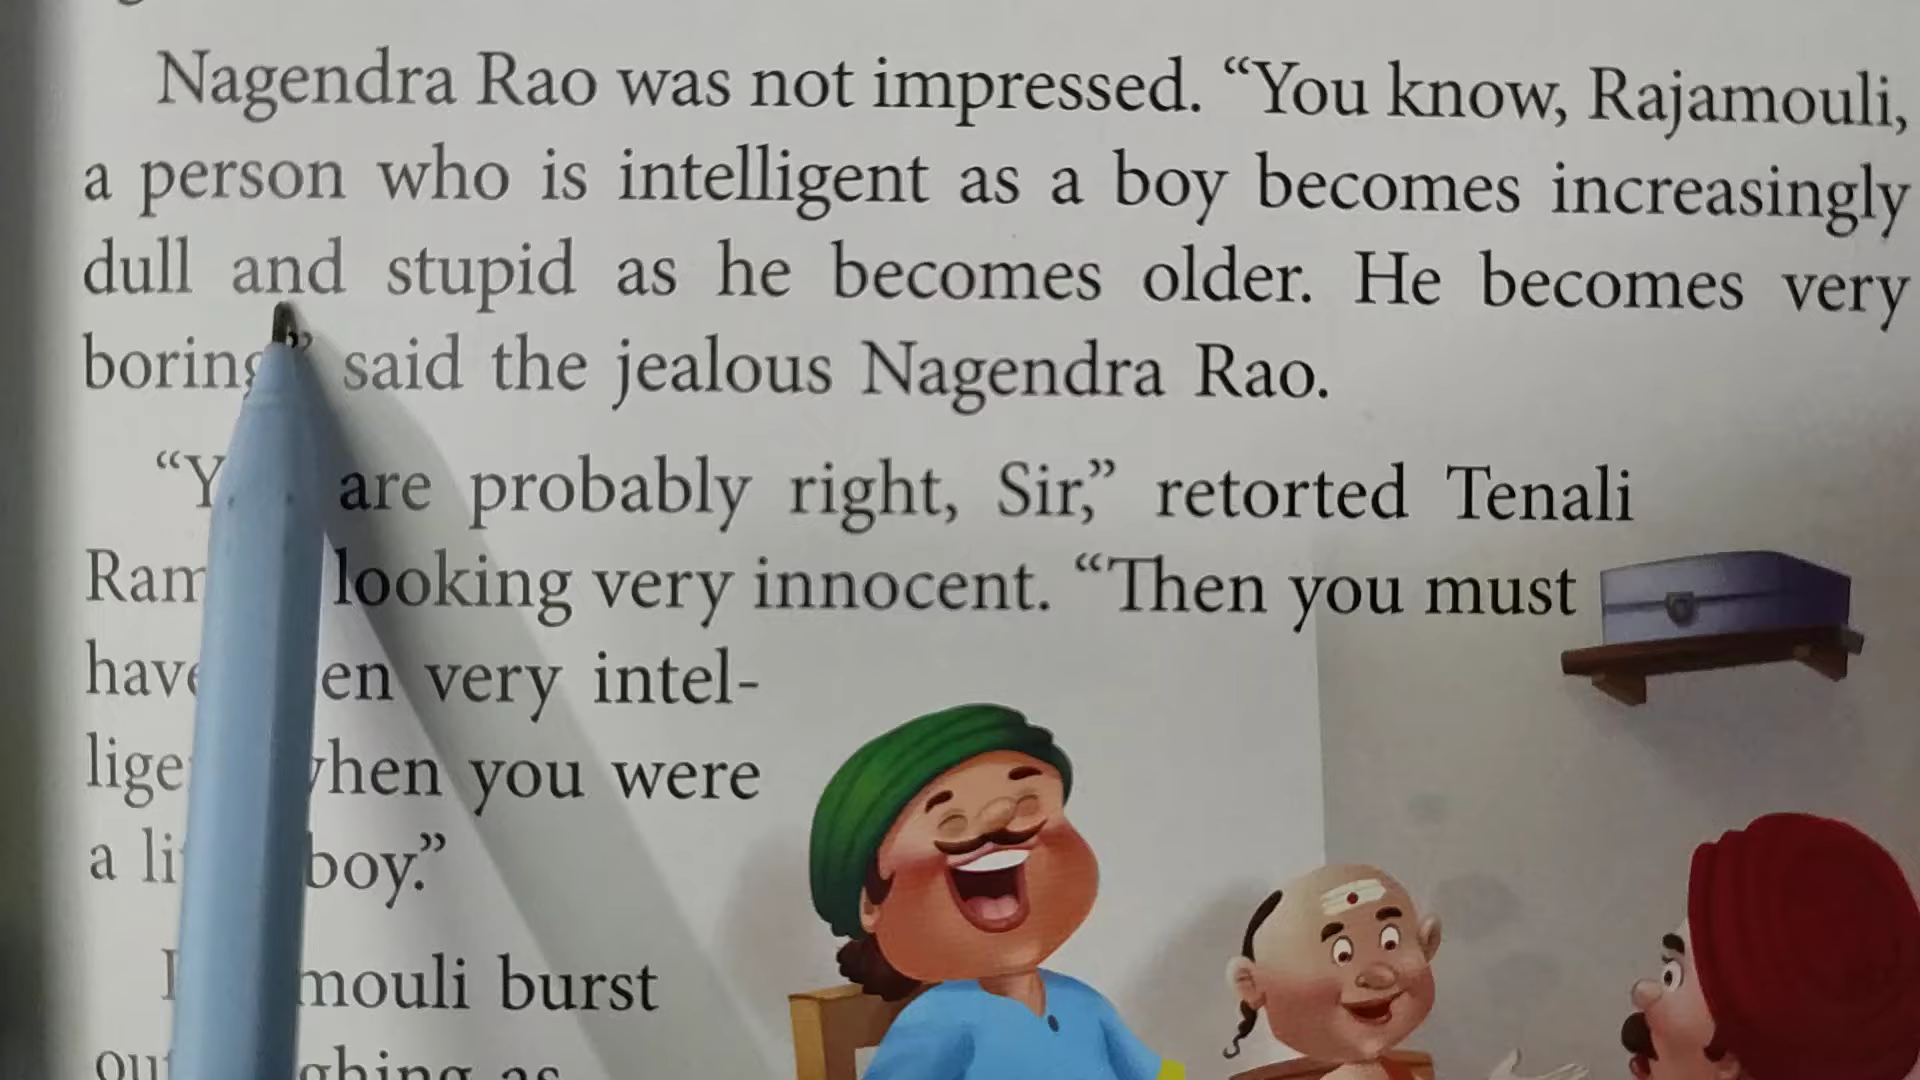 Nagendra Rao was not impressed. “You know, Rajamouli,
a person who is intelligent as a boy becomes increasingly
dull and stupid as he becomes older. He becomes very
boring” said the jealous Nagendra Rao.
are probably right, Sir,” retorted Tenali
looking very innocent. “Then you must
very intel-
you were
a boy.”
burst
as